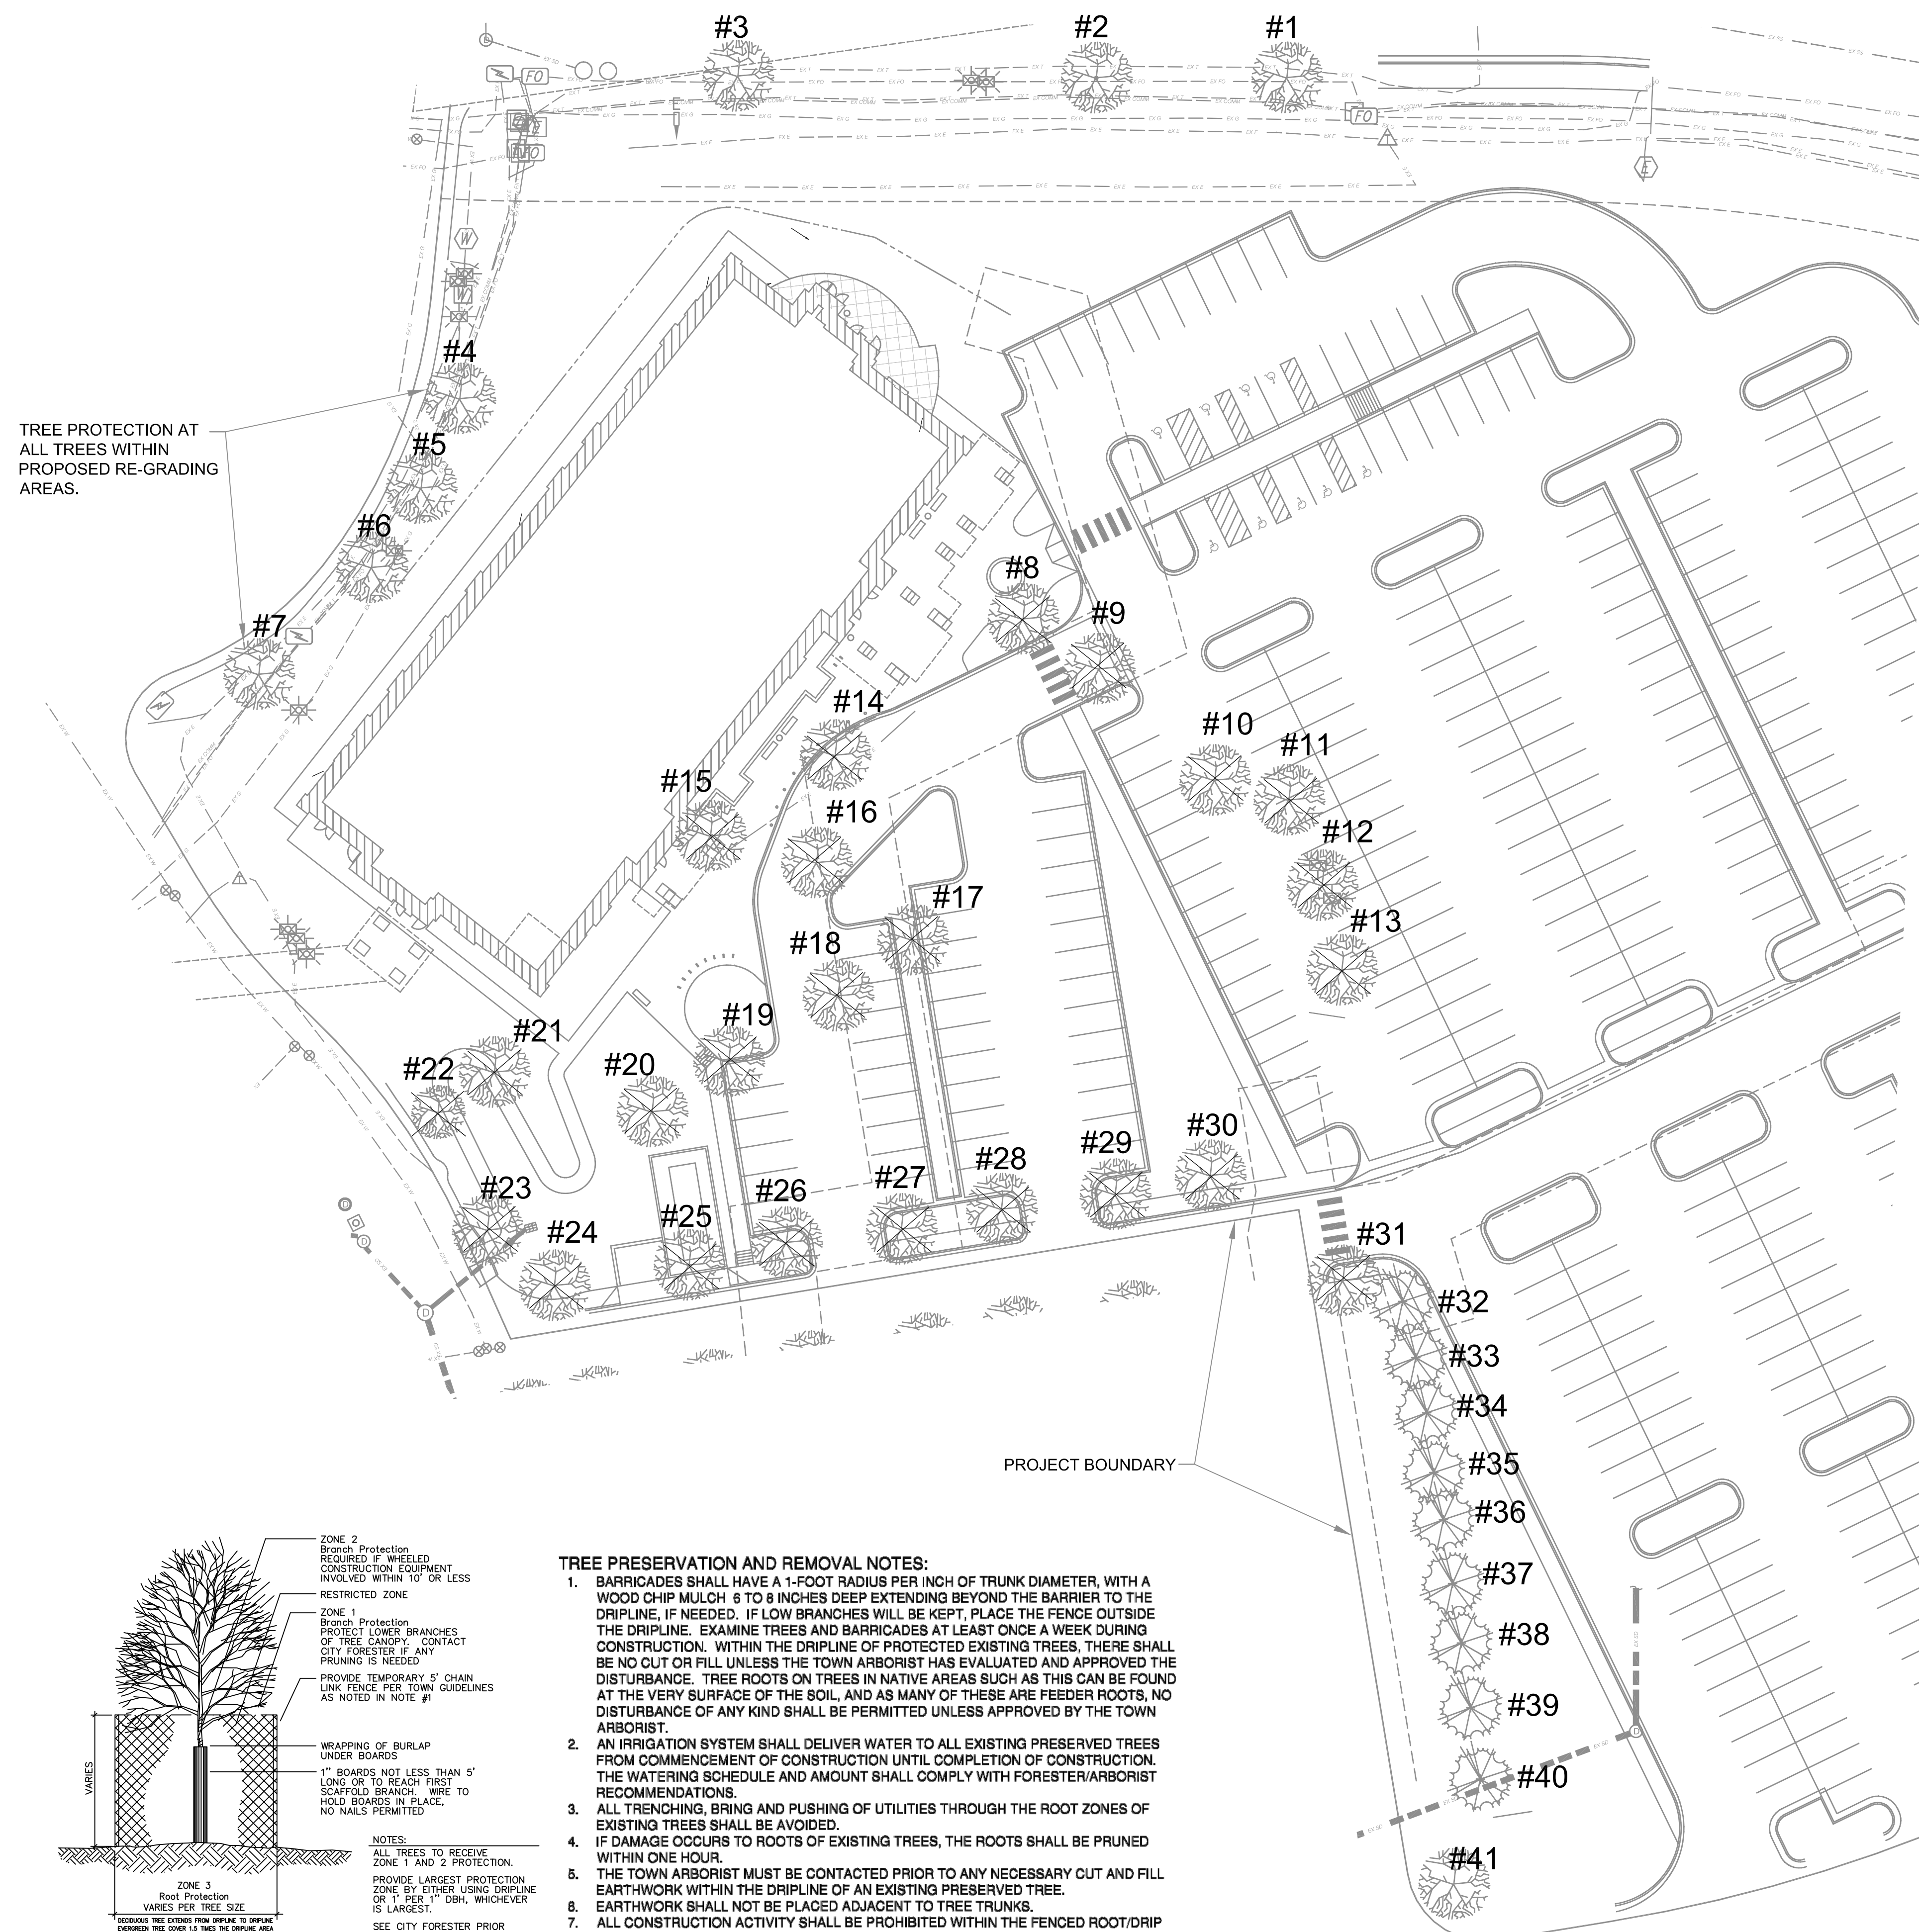 #3
#2
#1
FO
FO
FO
E
W
W
E
#4
TREE PROTECTION AT
ALL TREES WITHIN
PROPOSED RE-GRADING
AREAS.
#5
#6
#7
#8
#9
#14
#10
#11
#15
#16
#12
#17
#13
#18
#19
#21
#20
#22
#30
#29
#28
#27
#26
#23
#25
#24
#31
#32
#33
#34
PROJECT BOUNDARY
#35
#36
#37
#38
#39
#40
#41
ZONE 2
Branch Protection
REQUIRED IF WHEELED
CONSTRUCTION EQUIPMENT
INVOLVED WITHIN 10' OR LESS
RESTRICTED ZONE
ZONE 1
Branch Protection
PROTECT LOWER BRANCHES
OF TREE CANOPY. CONTACT
CITY FORESTER IF ANY
PRUNING IS NEEDED
PROVIDE TEMPORARY 5' CHAIN
LINK FENCE PER TOWN GUIDELINES
AS NOTED IN NOTE #1
WRAPPING OF BURLAP
UNDER BOARDS
1" BOARDS NOT LESS THAN 5'
LONG OR TO REACH FIRST
SCAFFOLD BRANCH. WIRE TO
HOLD BOARDS IN PLACE,
NO NAILS PERMITTED
VARIES
NOTES:
ALL TREES TO RECEIVE
ZONE 1 AND 2 PROTECTION.
PROVIDE LARGEST PROTECTION
ZONE BY EITHER USING DRIPLINE
OR 1' PER 1" DBH, WHICHEVER
IS LARGEST.
SEE CITY FORESTER PRIOR
ZONE 3
Root Protection
VARIES PER TREE SIZE
DECIDUOUS TREE EXTENDS FROM DRIPLINE TO DRIPLINE
EVERGREEN TREE COVER 1.5 TIMES THE DRIPLINE AREA
TREE PRESERVATION AND REMOVAL NOTES:
1. BARRICADES SHALL HAVE A 1-FOOT RADIUS PER INCH OF TRUNK DIAMETER, WITH A
WOOD CHIP MULCH 6 TO 8 INCHES DEEP EXTENDING BEYOND THE BARRIER TO THE
DRIPLINE, IF NEEDED. IF LOW BRANCHES WILL BE KEPT, PLACE THE FENCE OUTSIDE
THE DRIPLINE. EXAMINE TREES AND BARRICADES AT LEAST ONCE A WEEK DURING
CONSTRUCTION. WITHIN THE DRIPLINE OF PROTECTED EXISTING TREES, THERE SHALL
BE NO CUT OR FILL UNLESS THE TOWN ARBORIST HAS EVALUATED AND APPROVED THE
DISTURBANCE. TREE ROOTS ON TREES IN NATIVE AREAS SUCH AS THIS CAN BE FOUND
AT THE VERY SURFACE OF THE SOIL, AND AS MANY OF THESE ARE FEEDER ROOTS, NO
DISTURBANCE OF ANY KIND SHALL BE PERMITTED UNLESS APPROVED BY THE TOWN
ARBORIST.
2. AN IRRIGATION SYSTEM SHALL DELIVER WATER TO ALL EXISTING PRESERVED TREES
FROM COMMENCEMENT OF CONSTRUCTION UNTIL COMPLETION OF CONSTRUCTION.
THE WATERING SCHEDULE AND AMOUNT SHALL COMPLY WITH FORESTER/ARBORIST
RECOMMENDATIONS.
3. ALL TRENCHING, BRING AND PUSHING OF UTILITIES THROUGH THE ROOT ZONES OF
EXISTING TREES SHALL BE AVOIDED.
4. IF DAMAGE OCCURS TO ROOTS OF EXISTING TREES, THE ROOTS SHALL BE PRUNED
WITHIN ONE HOUR.
5. THE TOWN ARBORIST MUST BE CONTACTED PRIOR TO ANY NECESSARY CUT AND FILL
EARTHWORK WITHIN THE DRIPLINE OF AN EXISTING PRESERVED TREE.
6. EARTHWORK SHALL NOT BE PLACED ADJACENT TO TREE TRUNKS.
7. ALL CONSTRUCTION ACTIVITY SHALL BE PROHIBITED WITHIN THE FENCED ROOT/DRIP